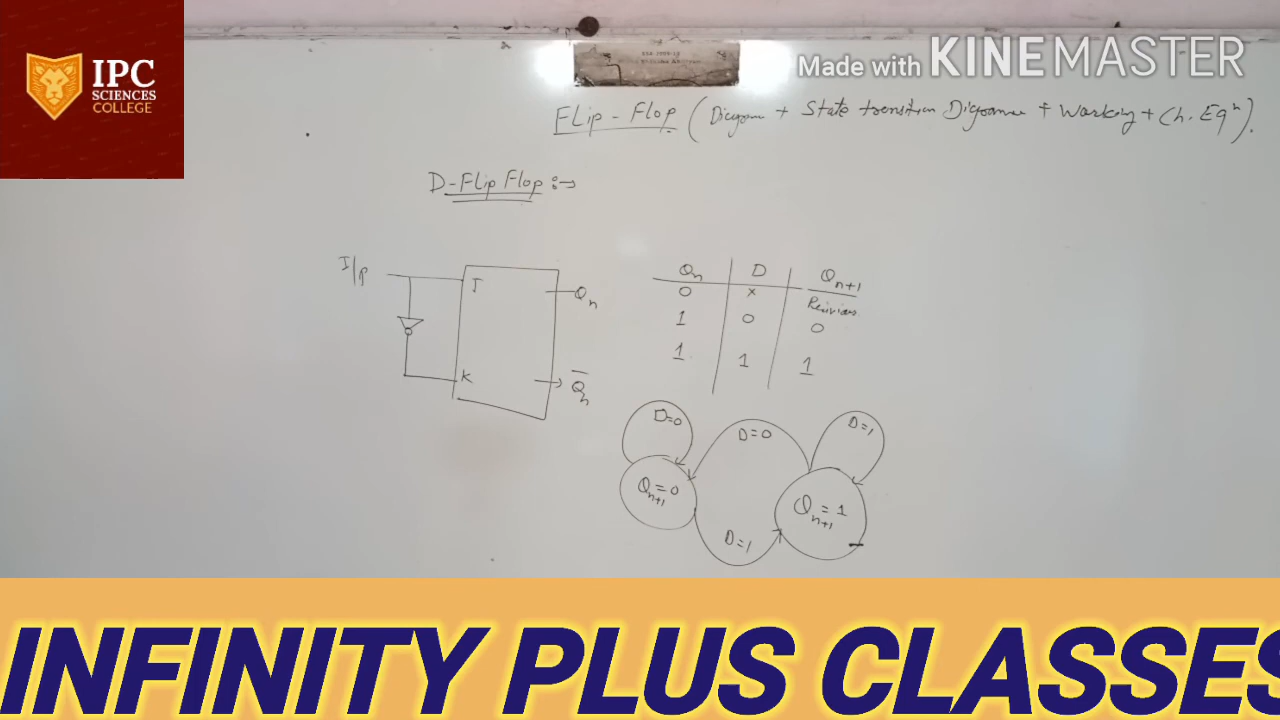 IPC
SCIENCES
COLLEGE
Made with KINEMASTER
FLip - Flop ( Diagram + State transition Diagrame + Working + Ch. Eqⁿ ).
D-Flip Flop :→
I/p
J
Qn
K
Q̅n
Qn D Qn+1
0 x
1 0 0
1 1 1
D=0
D=0
D=1
Qn+1=0
Qn+1=1
D=1
INFINITY PLUS CLASSES